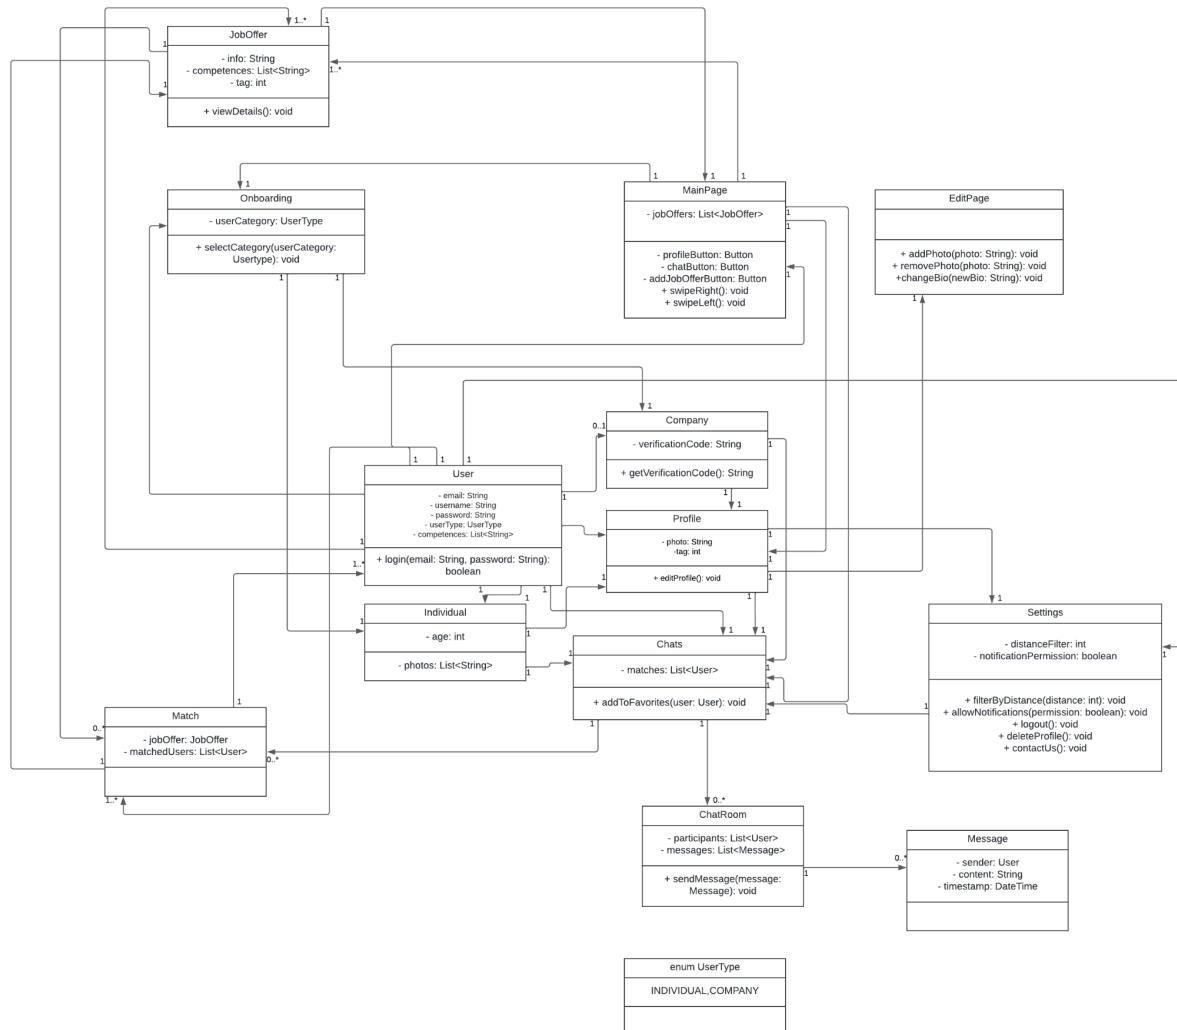 1
1..*
JobOffer
1
- info: String
- competences: List<String>
- tag: int
1
1..*
+ viewDetails(): void
1
1
1
1
Onboarding
- userCategory: UserType
+ selectCategory(userCategory:
Usertype): void
1
1
MainPage
- jobOffers: List<JobOffer>
1
1
- profileButton: Button
- chatButton: Button
- addJobOfferButton: Button
+ swipeRight(): void
+ swipeLeft(): void
1
EditPage
+ addPhoto(photo: String): void
+ removePhoto(photo: String): void
+changeBio(newBio: String): void
1
1
Company
0..1
- verificationCode: String
1
+ getVerificationCode(): String
1
1
1
1
1
User
- email: String
- username: String
- password: String
- userType: UserType
- competences: List<String>
1
1
+ login(email: String, password: String):
boolean
1..*
1
1
1
Profile
- photo: String
-tag: int
1
1
+ editProfile(): void
1
1
1
1
Individual
- age: int
1
1
- photos: List<String>
1
1
1
Chats
- matches: List<User>
1
1
+ addToFavorites(user: User): void
1
1
1
1
Settings
- distanceFilter: int
- notificationPermission: boolean
1
+ filterByDistance(distance: int): void
+ allowNotifications(permission: boolean): void
+ logout(): void
+ deleteProfile(): void
+ contactUs(): void
1
1
Match
0..*
- jobOffer: JobOffer
- matchedUsers: List<User>
0..*
1
1..*
0..*
ChatRoom
- participants: List<User>
- messages: List<Message>
+ sendMessage(message:
Message): void
1
0..*
Message
- sender: User
- content: String
- timestamp: DateTime
enum UserType
INDIVIDUAL,COMPANY